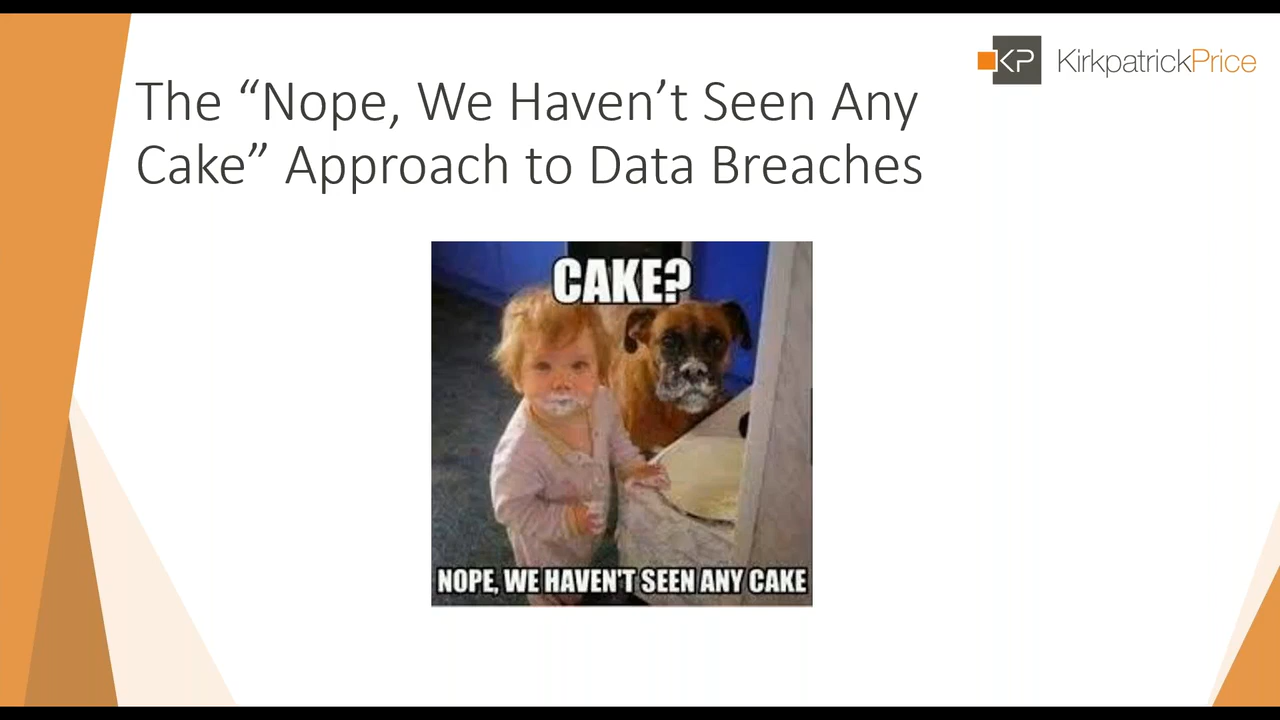 KP KirkpatrickPrice
The “Nope, We Haven’t Seen Any
Cake” Approach to Data Breaches
CAKE?
NOPE, WE HAVEN'T SEEN ANY CAKE